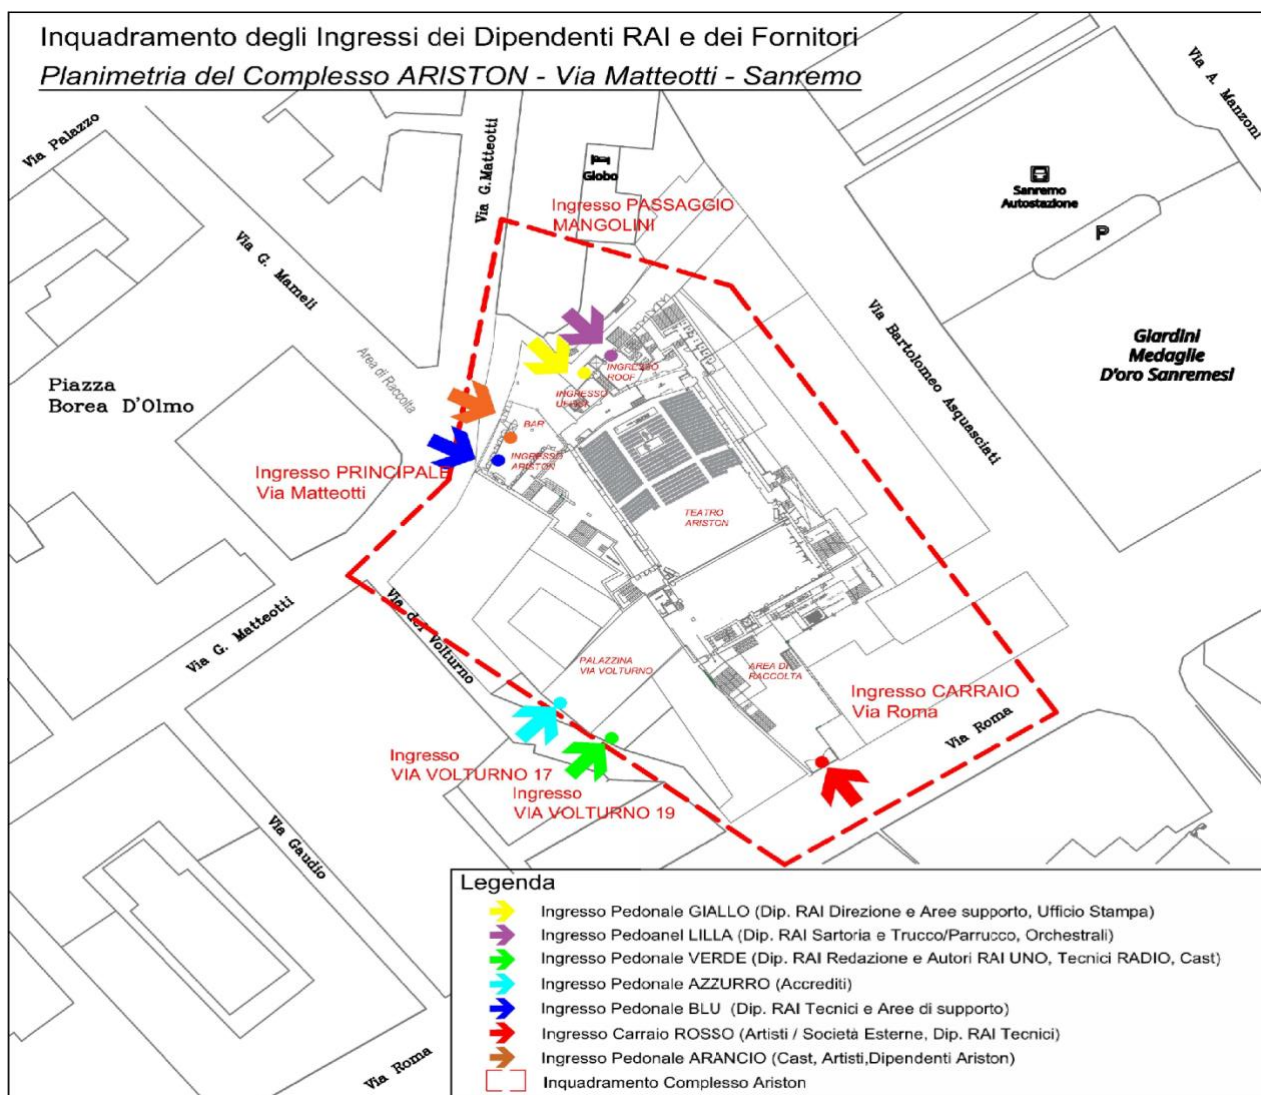 Inquadramento degli Ingressi dei Dipendenti RAI e dei Fornitori
Planimetria del Complesso ARISTON - Via Matteotti - Sanremo
Via Palazzo
Via G.Matteotti
Via A. Manzoni
Globo
Sanremo
Autostazione
P
Ingresso PASSAGGIO
MANGOLINI
Via G. Mameli
Area di Raccolta
Via Bartolomeo Asquasciati
Giardini
Medaglie
D'oro Sanremesi
Piazza
Borea D'Olmo
INGRESSO
ROOF
INGRESSO
BAR
INGRESSO
ARISTON
Ingresso PRINCIPALE
Via Matteotti
TEATRO
ARISTON
Via G. Matteotti
Via del Volturno
PALAZZINA
VIA VOLTURNO
AREA DI
RACCOLTA
Ingresso CARRAIO
Via Roma
Via Roma
Ingresso
VIA VOLTURNO 17
Ingresso
VIA VOLTURNO 19
Via Gaudio
Via Roma
Legenda
Ingresso Pedonale GIALLO (Dip. RAI Direzione e Aree supporto, Ufficio Stampa)
Ingresso Pedoanel LILLA (Dip. RAI Sartoria e Trucco/Parrucco, Orchestrali)
Ingresso Pedonale VERDE (Dip. RAI Redazione e Autori RAI UNO, Tecnici RADIO, Cast)
Ingresso Pedonale AZZURRO (Accrediti)
Ingresso Pedonale BLU (Dip. RAI Tecnici e Aree di supporto)
Ingresso Carraio ROSSO (Artisti / Società Esterne, Dip. RAI Tecnici)
Ingresso Pedonale ARANCIO (Cast, Artisti,Dipendenti Ariston)
Inquadramento Complesso Ariston